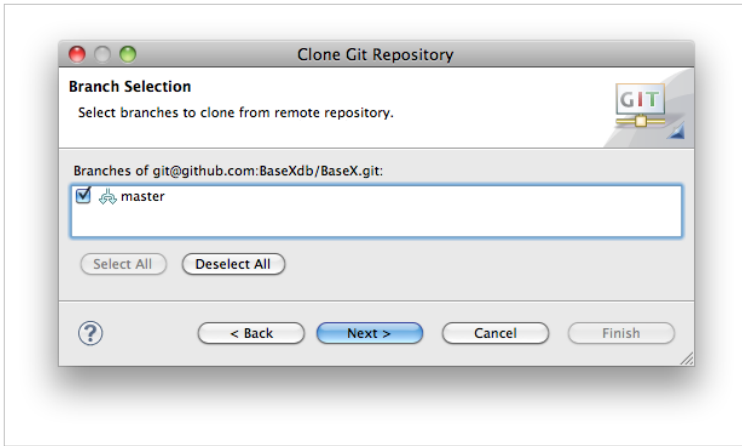 Clone Git Repository
Branch Selection
Select branches to clone from remote repository.
GIT
Branches of git@github.com:BaseXdb/BaseX.git:
master
Select All Deselect All
? < Back Next > Cancel Finish